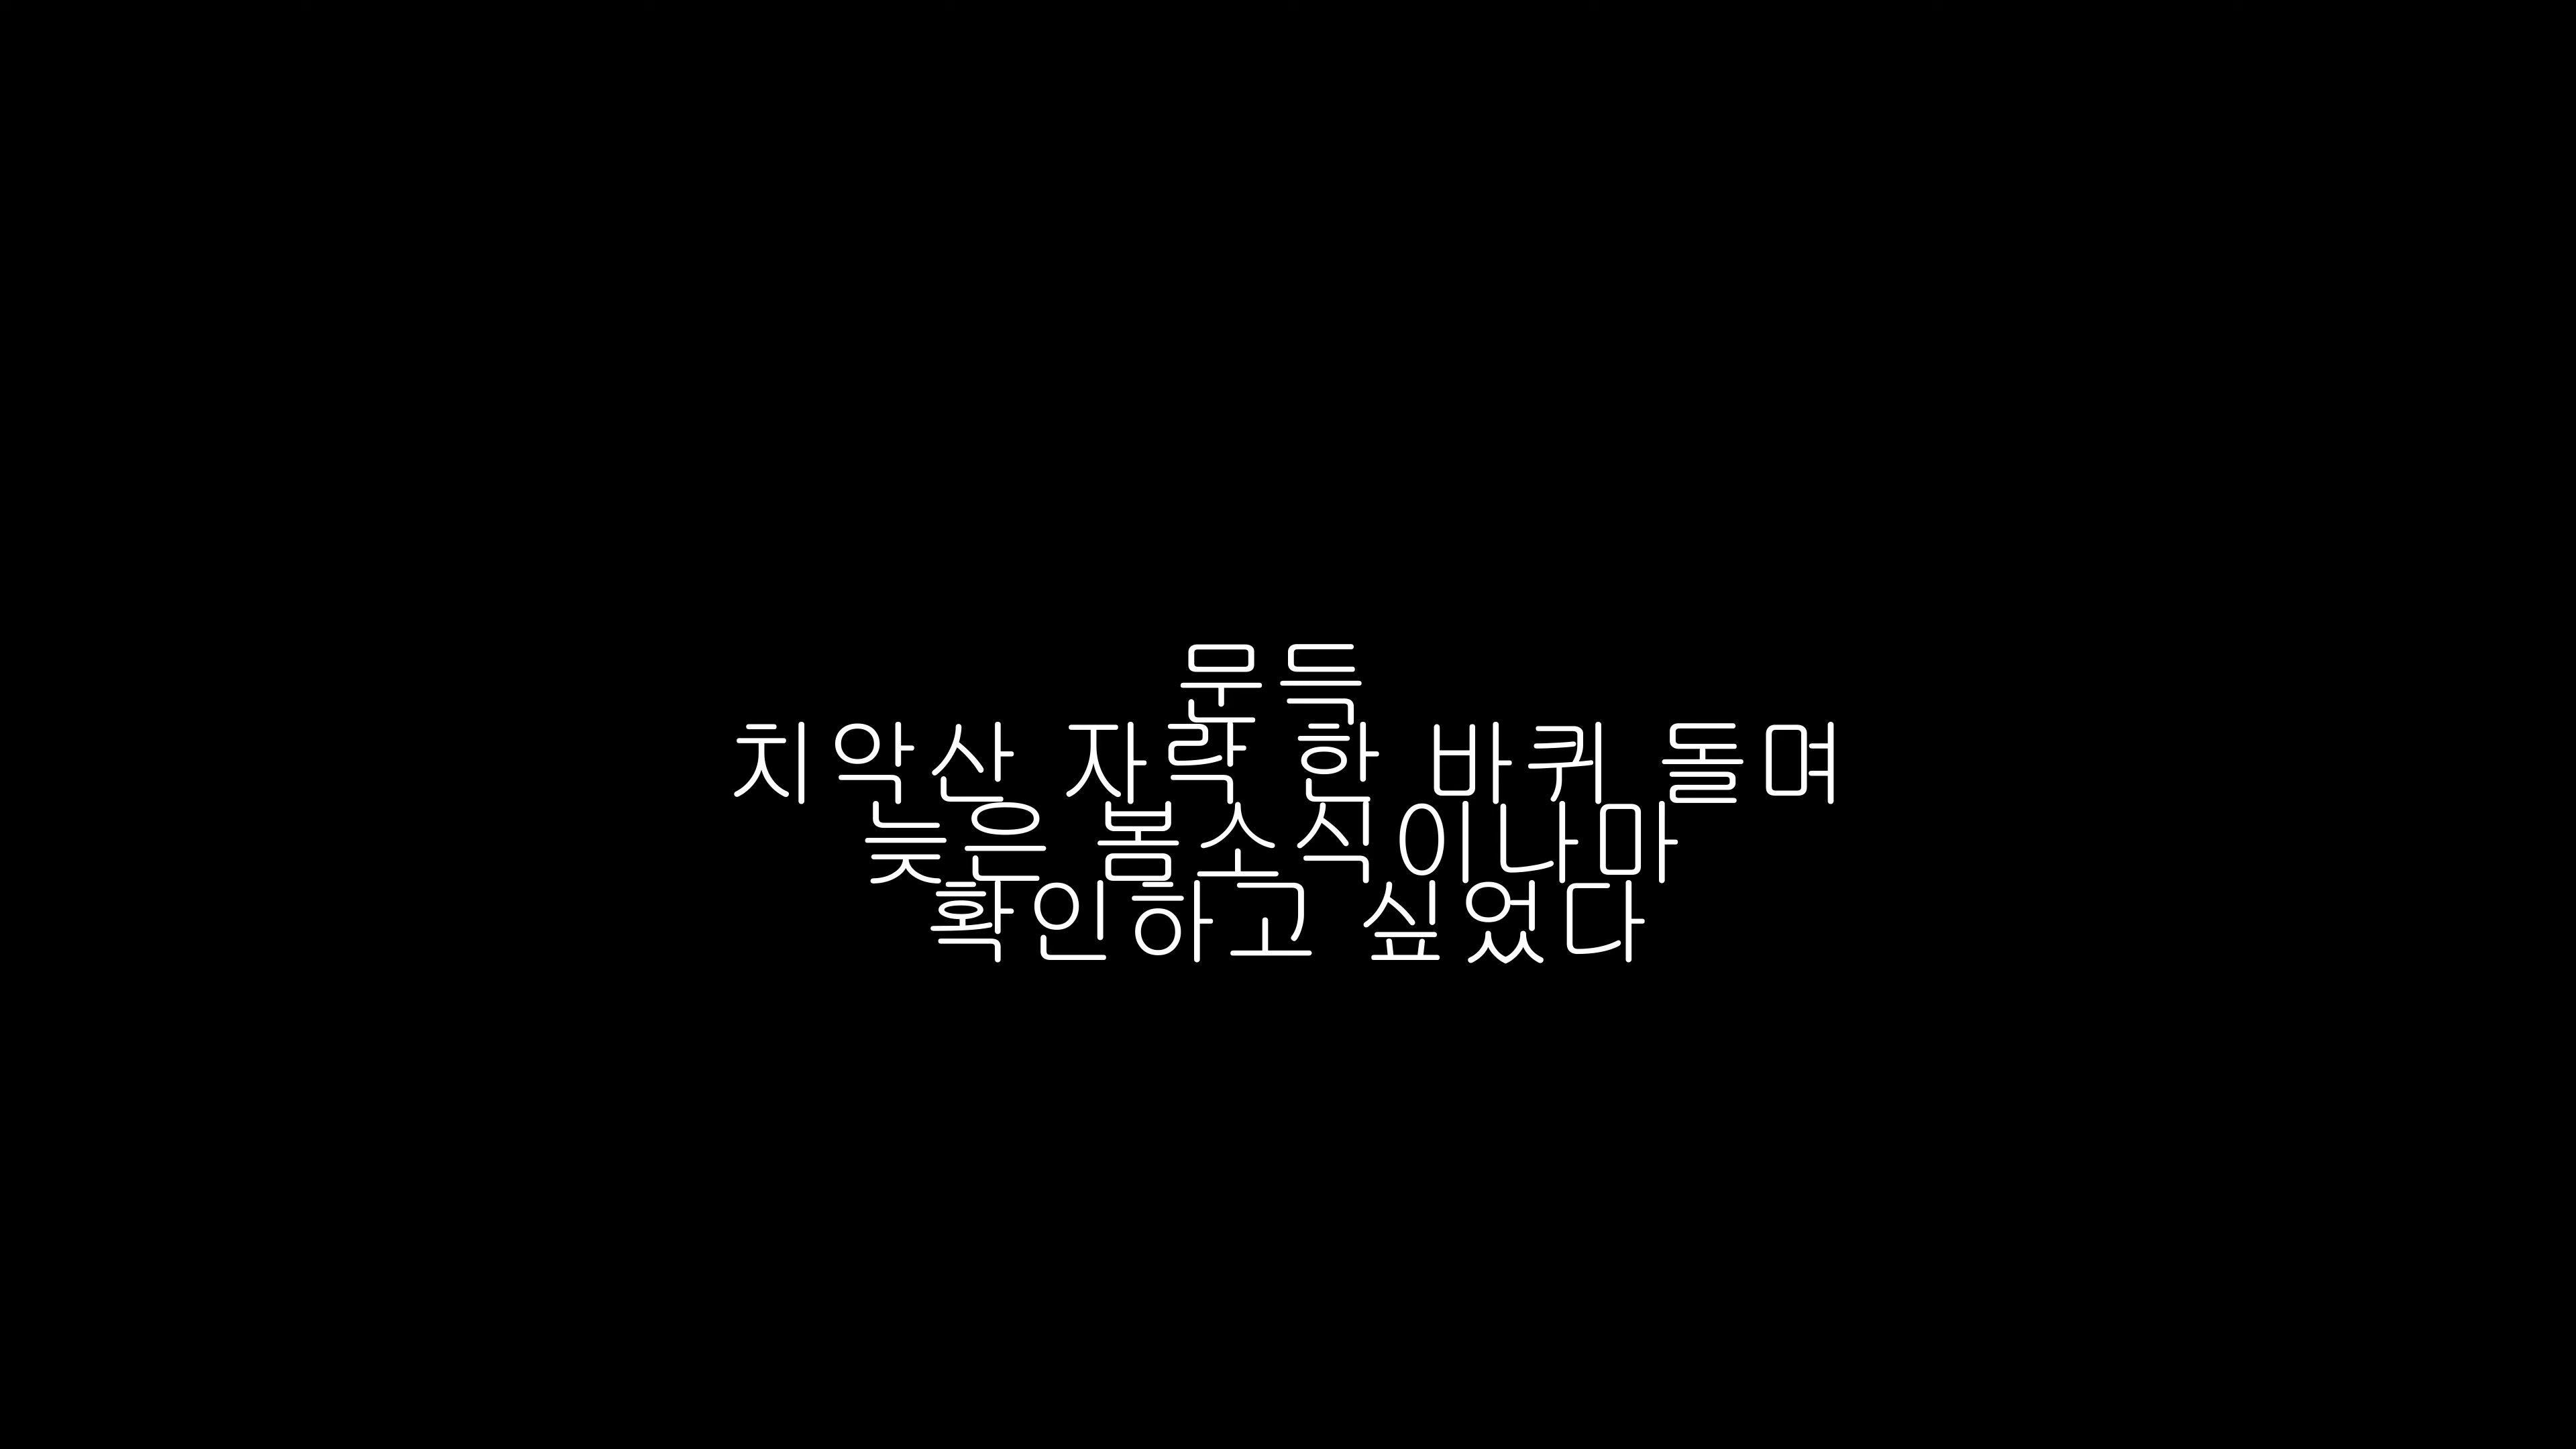 문득
치악산 자락 한 바퀴 돌며
늦은 봄소식이나마
확인하고 싶었다